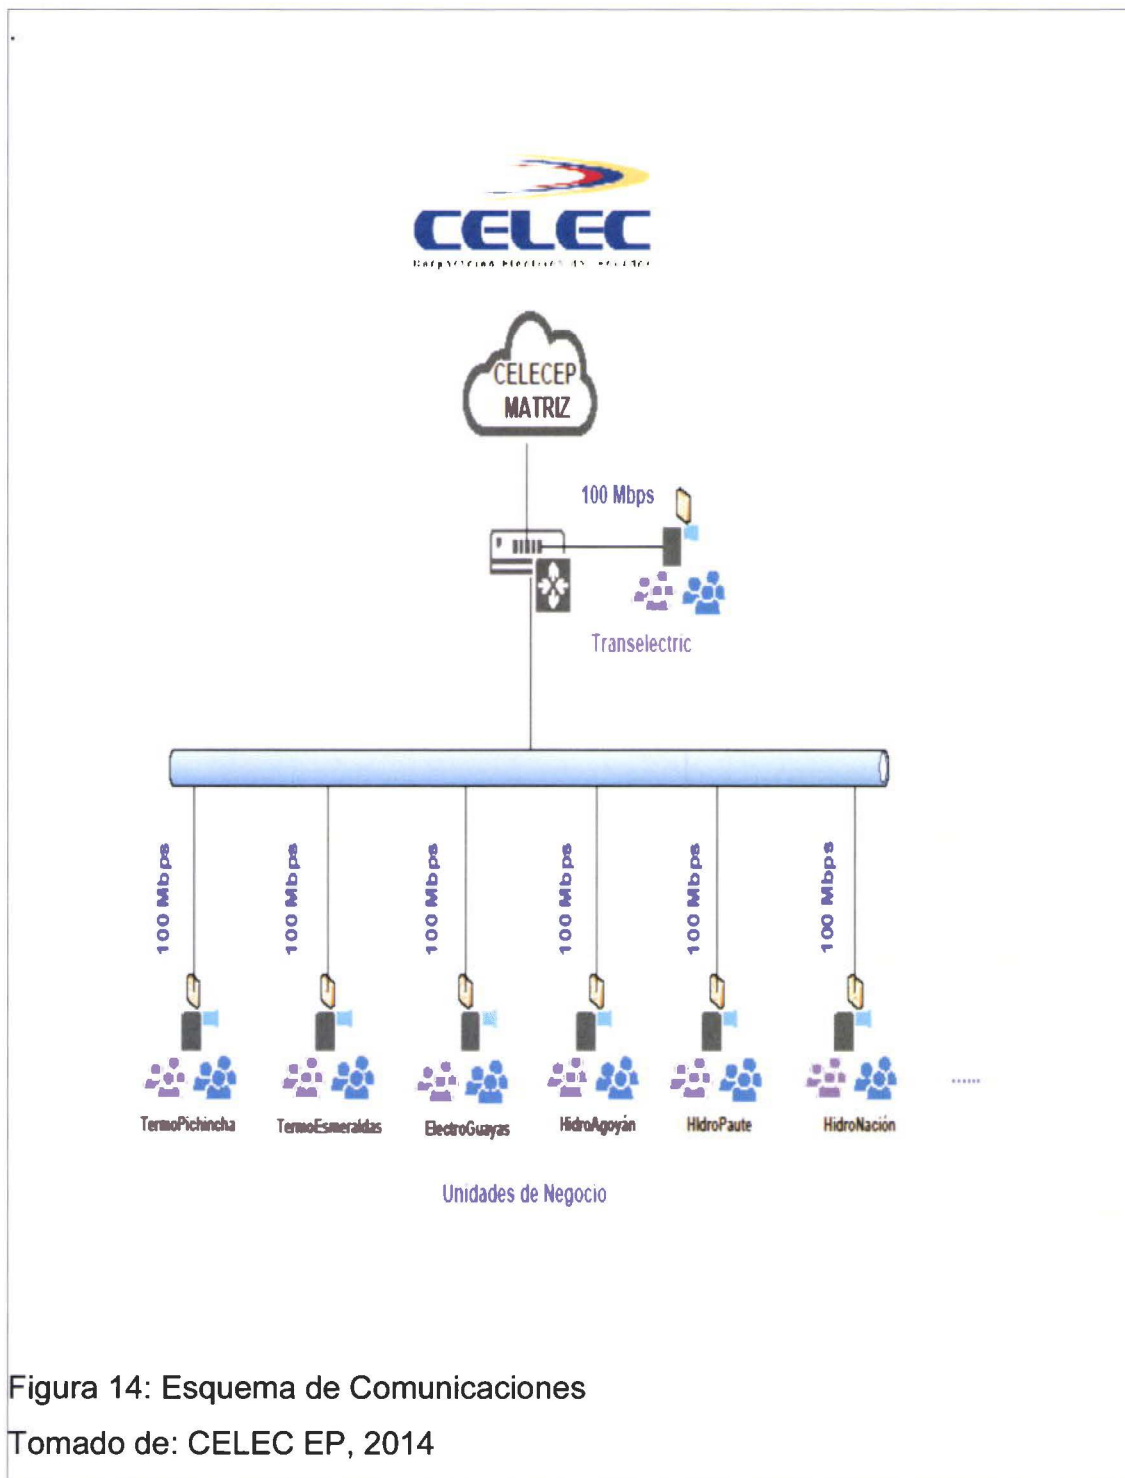 CELEC
CELECEP
MATRIZ
100 Mbps
Transelectric
100 Mbps
100 Mbps
100 Mbps
100 Mbps
100 Mbps
100 Mbps
TermoPichincha
TermoEsmeraldas
ElectroGuayas
HidroAgoyán
HIdroPaute
HidroNación
......
Unidades de Negocio
Figura 14: Esquema de Comunicaciones
Tomado de: CELEC EP, 2014